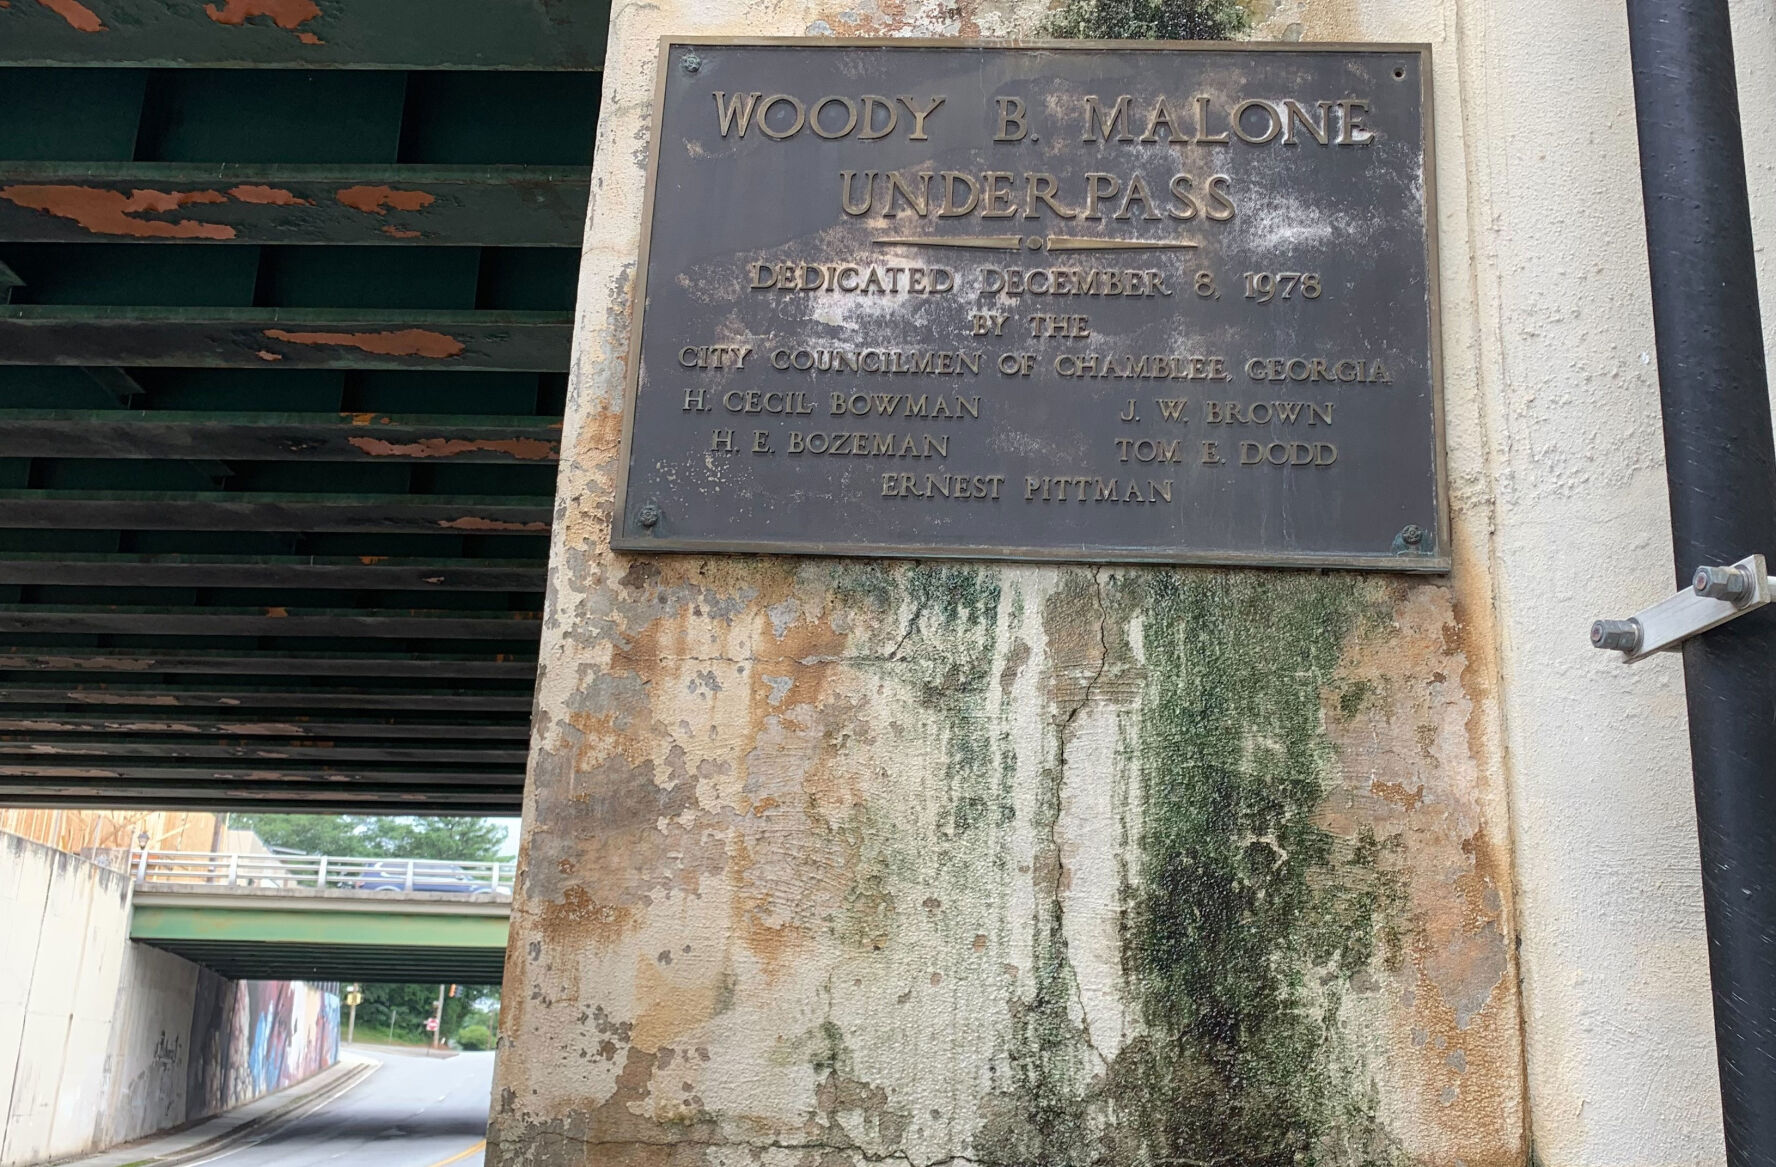 WOODY B. MALONE
UNDERPASS
DEDICATED DECEMBER 8, 1978
BY THE
CITY COUNCILMEN OF CHAMBLEE, GEORGIA
H. CECIL BOWMAN J. W. BROWN
H. E. BOZEMAN TOM E. DODD
ERNEST PITTMAN